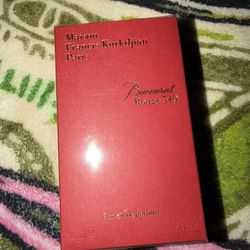 Maison
Francis Kurkdjian
Paris
Baccarat
Rouge 540
Extrait de parfum